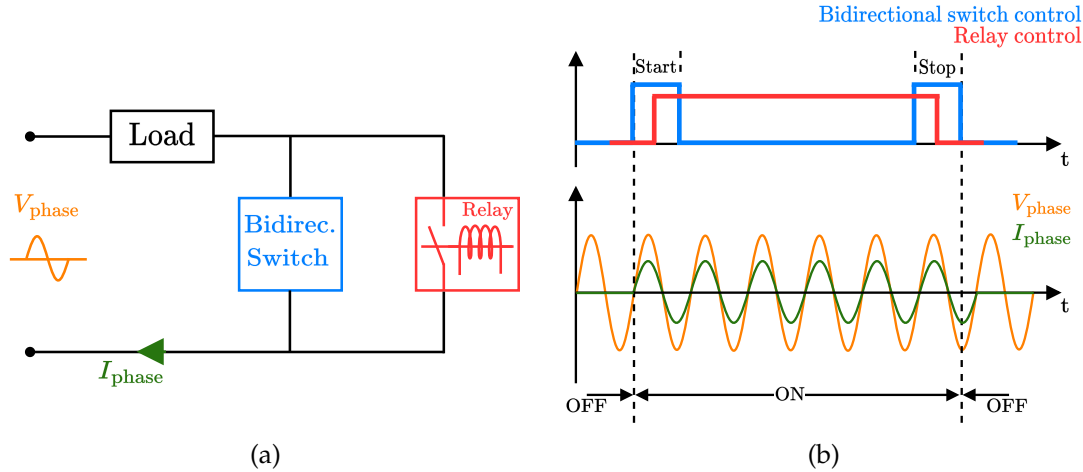 Load
V_phase
Bidirec.
Switch
Relay
I_phase
(a)
Bidirectional switch control
Relay control
Start
Stop
t
V_phase
I_phase
t
OFF
ON
OFF
(b)